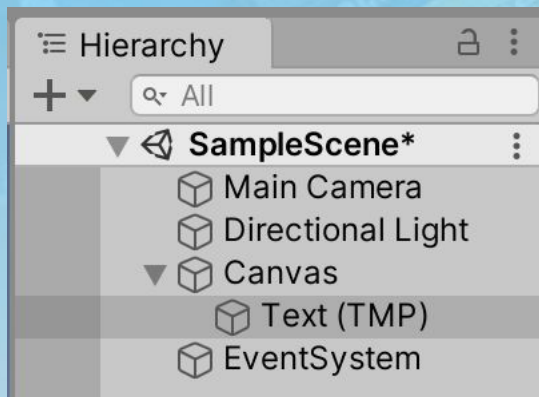 Hierarchy
All
SampleScene*
Main Camera
Directional Light
Canvas
Text (TMP)
EventSystem